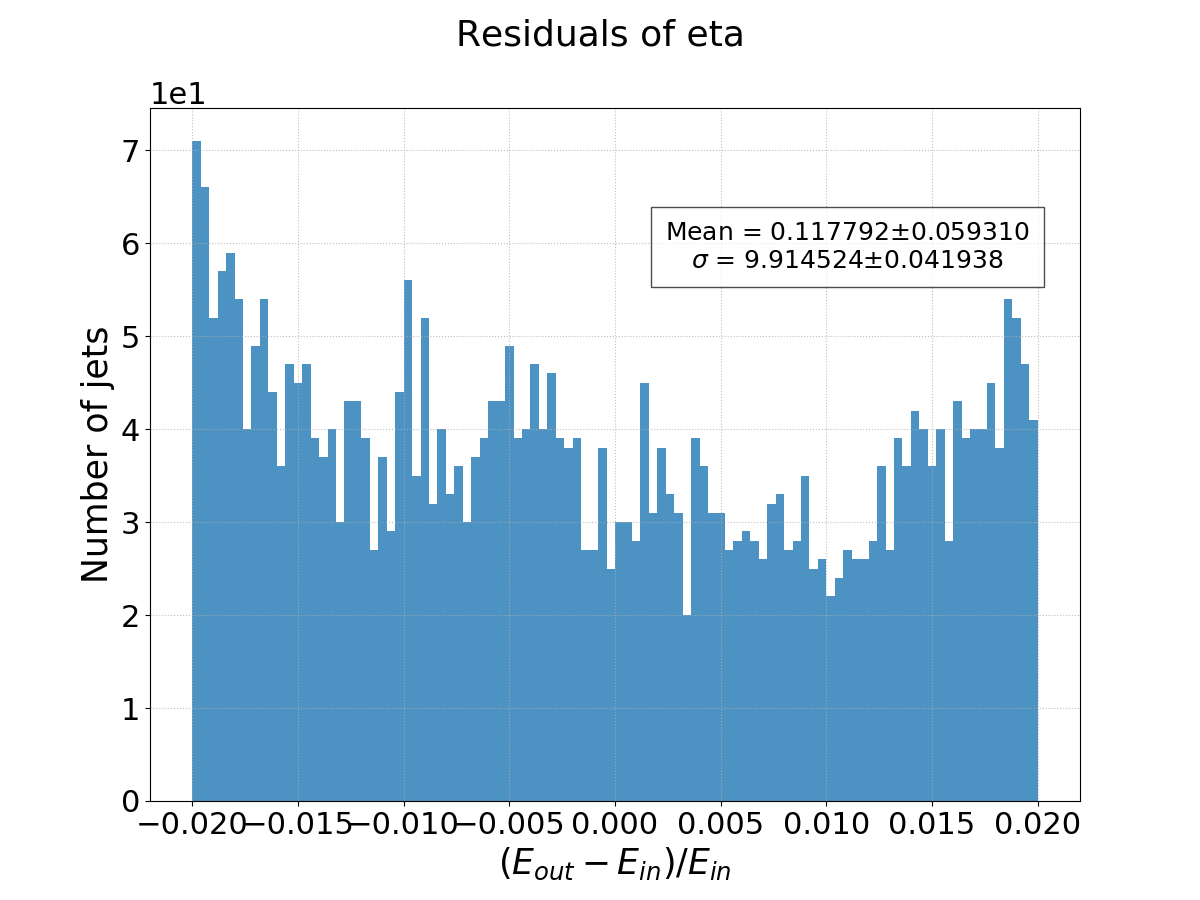 Residuals of eta
1e1
7
6
5
4
3
2
1
0
Number of jets
Mean = 0.117792±0.059310
σ = 9.914524±0.041938
−0.020 −0.015 −0.010 −0.005 0.000 0.005 0.010 0.015 0.020
(E_out − E_in)/E_in